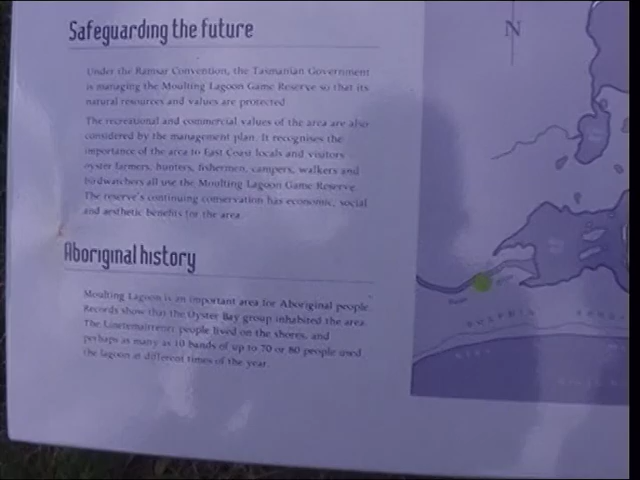 Safeguarding the future
Under the Ramsar Convention, the Tasmanian Government
is managing the Moulting Lagoon Game Reserve so that its
natural resources and values are protected
The recreational and commercial values of the area are also
considered by the management plan. It recognises the
importance of the area to East Coast locals and visitors
oyster farmers, hunters, fishermen, campers, walkers and
birdwatchers all use the Moulting Lagoon Game Reserve.
The reserve's continuing conservation has economic, social
and aesthetic benefits for the area.
Aboriginal history
Moulting Lagoon is an important area for Aboriginal people.
Records show that the Oyster Bay group inhabited the area.
The people lived on the shores, and
perhaps as many as 10 bands of up to 70 or 80 people used
the lagoon at different times of the year.
N